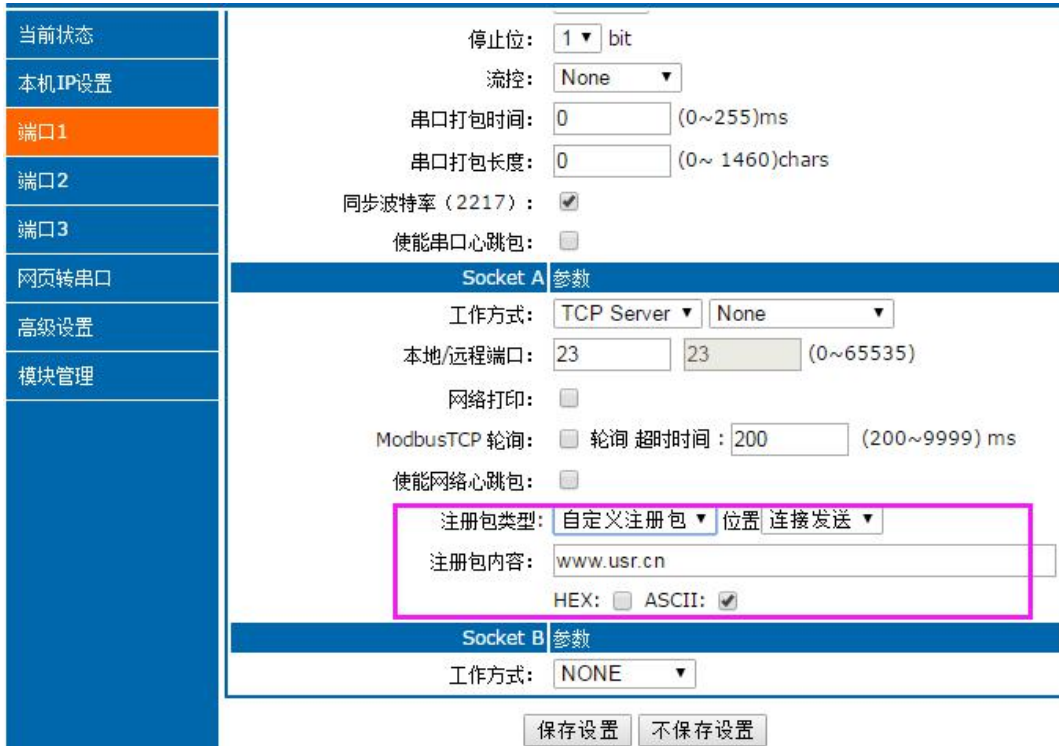 当前状态
本机IP设置
端口1
端口2
端口3
网页转串口
高级设置
模块管理
停止位： 1 bit
流控： None
串口打包时间： 0 (0~255)ms
串口打包长度： 0 (0~ 1460)chars
同步波特率（2217）：
使能串口心跳包：
Socket A 参数
工作方式： TCP Server None
本地/远程端口： 23 23 (0~65535)
网络打印：
ModbusTCP 轮询： 轮询 超时时间：200 (200~9999) ms
使能网络心跳包：
注册包类型: 自定义注册包 位置 连接发送
注册包内容： www.usr.cn
HEX: ASCII:
Socket B 参数
工作方式： NONE
保存设置 不保存设置